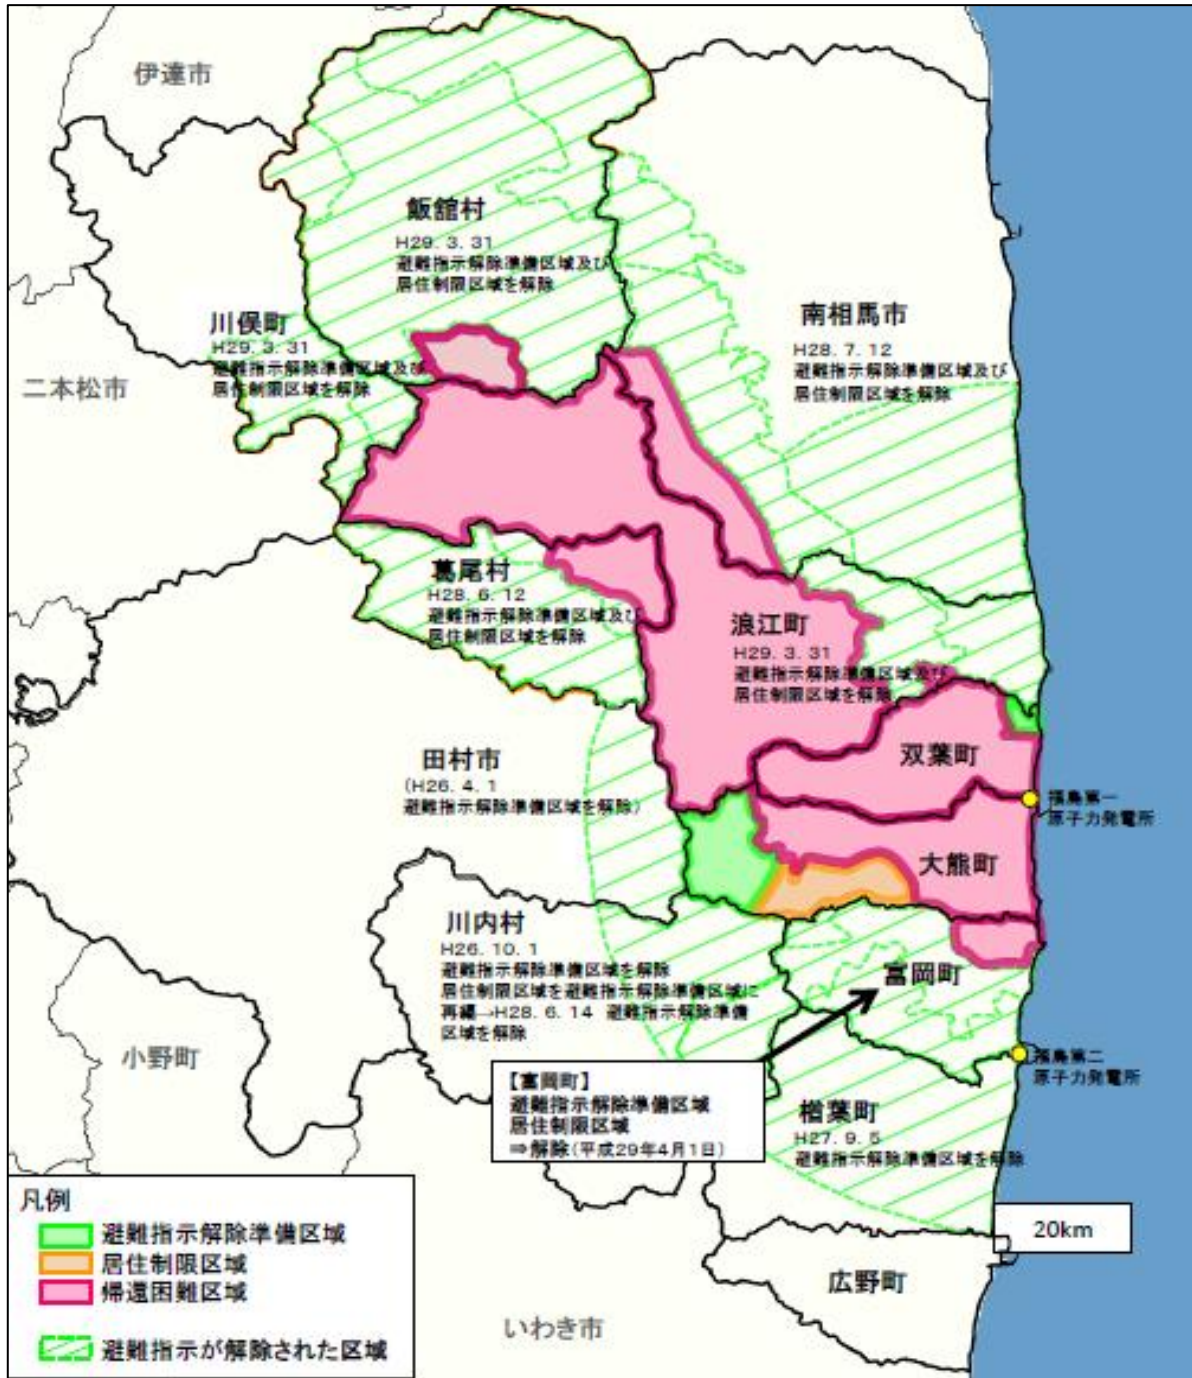 伊達市
飯舘村
H29. 3. 31
避難指示解除準備区域及び
居住制限区域を解除
川俣町
H29. 3. 31
避難指示解除準備区域及び
居住制限区域を解除
二本松市
南相馬市
H28. 7. 12
避難指示解除準備区域及び
居住制限区域を解除
葛尾村
H28. 6. 12
避難指示解除準備区域及び
居住制限区域を解除
浪江町
H29. 3. 31
避難指示解除準備区域及び
居住制限区域を解除
双葉町
田村市
(H26. 4. 1
避難指示解除準備区域を解除)
福島第一
原子力発電所
大熊町
川内村
H26. 10. 1
避難指示解除準備区域を解除
居住制限区域を避難指示解除準備区域に
再編→H28. 6. 14 避難指示解除準備
区域を解除
富岡町
小野町
福島第二
原子力発電所
【富岡町】
避難指示解除準備区域
居住制限区域
⇒解除(平成29年4月1日)
楢葉町
H27. 9. 5
避難指示解除準備区域を解除
20km
広野町
いわき市
凡例
避難指示解除準備区域
居住制限区域
帰還困難区域
避難指示が解除された区域